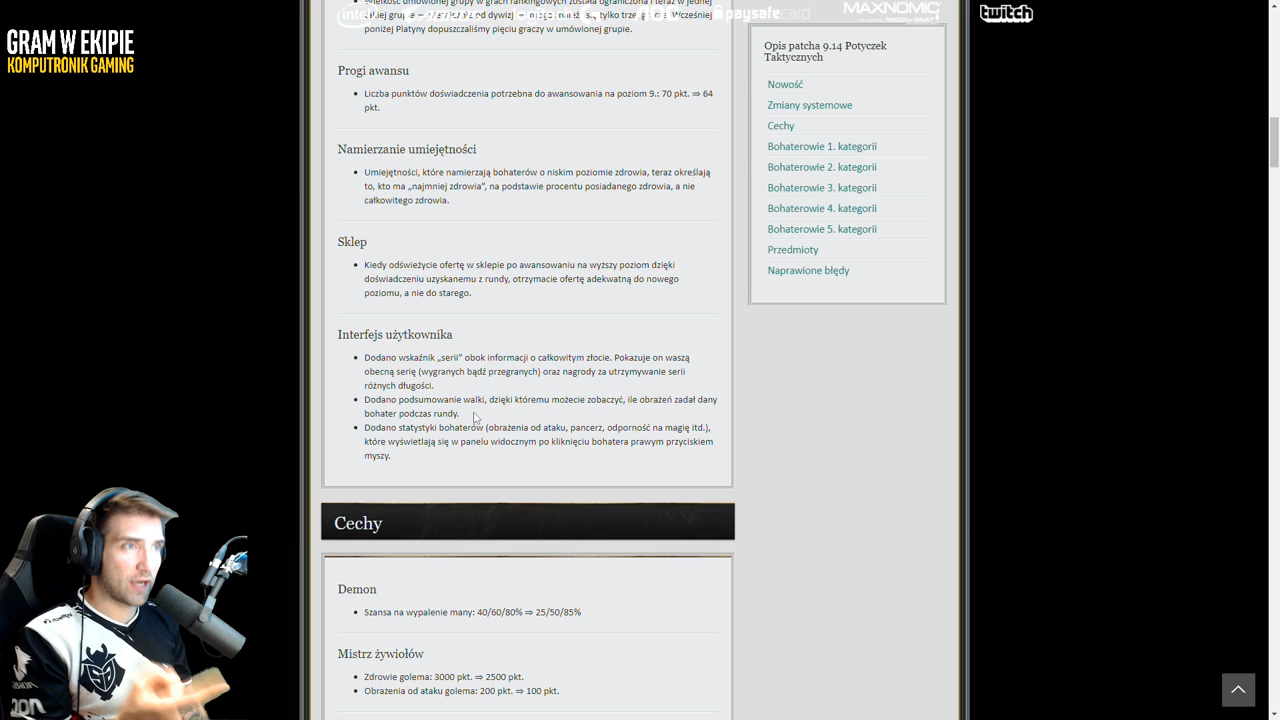 GRAM W EKIPIE
KOMPUTRONIK GAMING
intel
paysafecard
MAXNOMIC
twitch
Wielkość umówionej grupy w grach rankingowych została ograniczona i teraz w jednej
poniżej Platyny dopuszczaliśmy pięciu graczy w umówionej grupie.
Progi awansu
Liczba punktów doświadczenia potrzebna do awansowania na poziom 9.: 70 pkt. ⇒ 64
pkt.
Namierzanie umiejętności
Umiejętności, które namierzają bohaterów o niskim poziomie zdrowia, teraz określają
to, kto ma „najmniej zdrowia”, na podstawie procentu posiadanego zdrowia, a nie
całkowitego zdrowia.
Sklep
Kiedy odświeżycie ofertę w sklepie po awansowaniu na wyższy poziom dzięki
doświadczeniu uzyskanemu z rundy, otrzymacie ofertę adekwatną do nowego
poziomu, a nie do starego.
Interfejs użytkownika
Dodano wskaźnik „serii” obok informacji o całkowitym złocie. Pokazuje on waszą
obecną serię (wygranych bądź przegranych) oraz nagrody za utrzymywanie serii
różnych długości.
Dodano podsumowanie walki, dzięki któremu możecie zobaczyć, ile obrażeń zadał dany
bohater podczas rundy.
Dodano statystyki bohaterów (obrażenia od ataku, pancerz, odporność na magię itd.),
które wyświetlają się w panelu widocznym po kliknięciu bohatera prawym przyciskiem
myszy.
Cechy
Demon
Szansa na wypalenie many: 40/60/80% ⇒ 25/50/85%
Mistrz żywiołów
Zdrowie golema: 3000 pkt. ⇒ 2500 pkt.
Obrażenia od ataku golema: 200 pkt. ⇒ 100 pkt.
Opis patcha 9.14 Potyczek
Taktycznych
Nowość
Zmiany systemowe
Cechy
Bohaterowie 1. kategorii
Bohaterowie 2. kategorii
Bohaterowie 3. kategorii
Bohaterowie 4. kategorii
Bohaterowie 5. kategorii
Przedmioty
Naprawione błędy